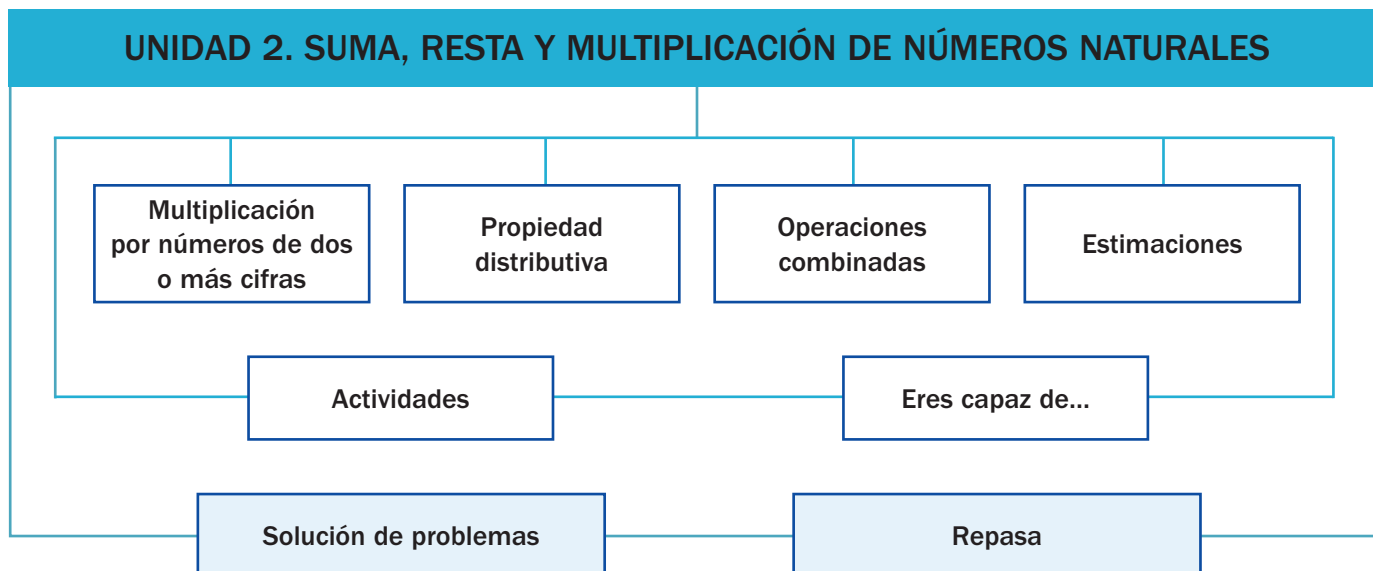 UNIDAD 2. SUMA, RESTA Y MULTIPLICACIÓN DE NÚMEROS NATURALES
Multiplicación
por números de dos
o más cifras
Propiedad
distributiva
Operaciones
combinadas
Estimaciones
Actividades
Eres capaz de...
Solución de problemas
Repasa